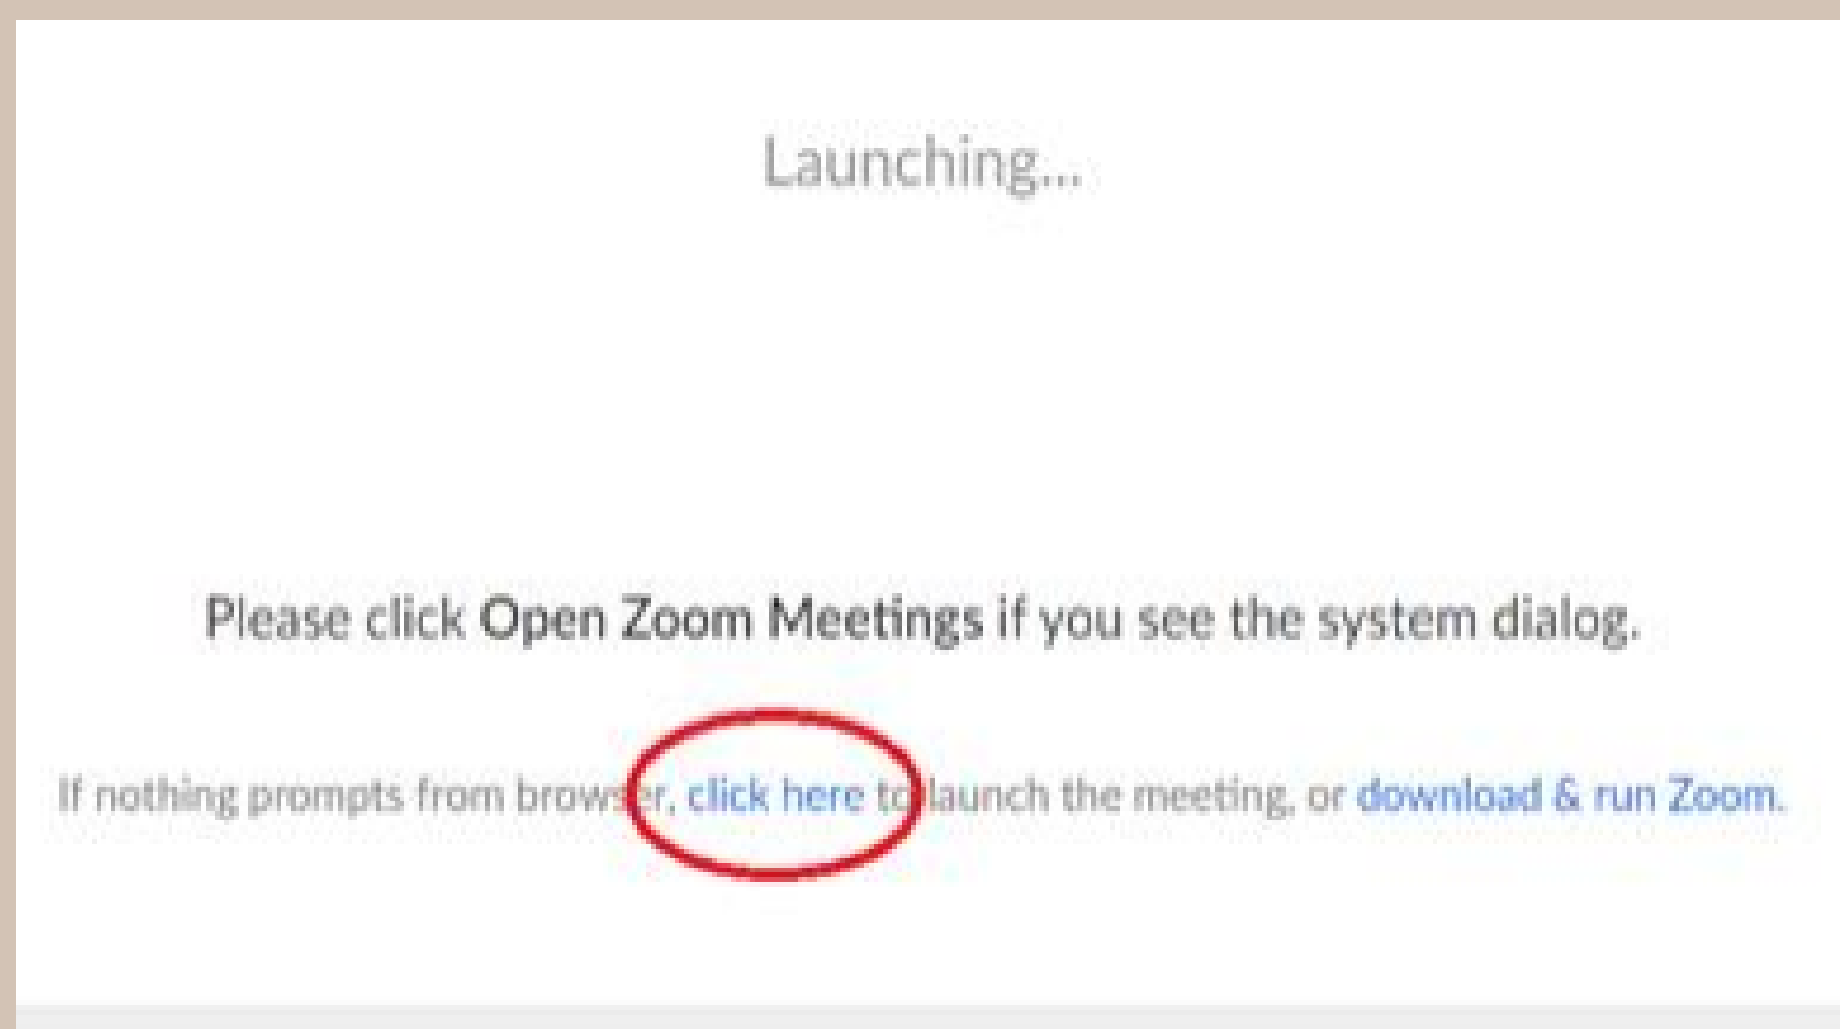 Launching...
Please click Open Zoom Meetings if you see the system dialog.
If nothing prompts from browser, click here to launch the meeting, or download & run Zoom.